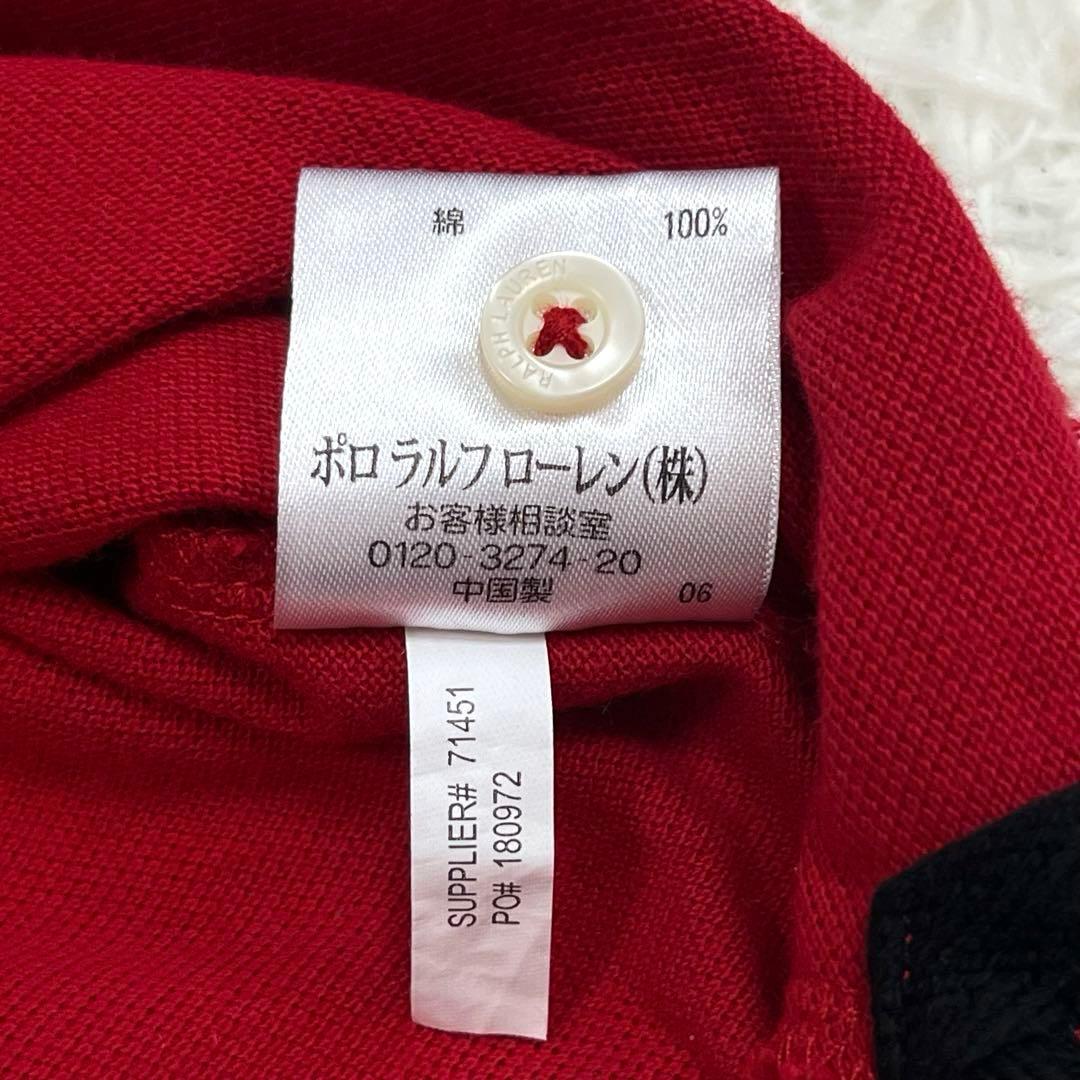 綿 100%
RALPH LAUREN
ポロ ラルフ ローレン(株)
お客様相談室
0120-3274-20
中国製 06
SUPPLIER# 71451
PO# 180972